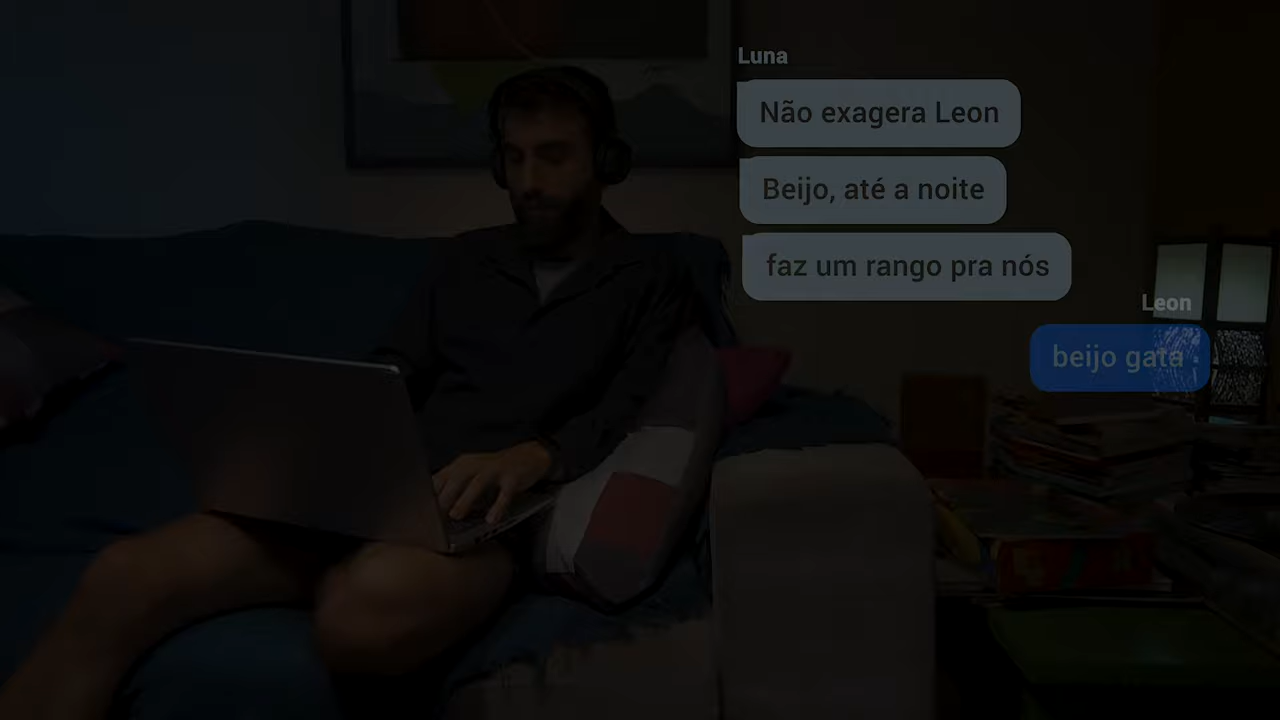 Luna
Não exagera Leon
Beijo, até a noite
faz um rango pra nós
Leon
beijo gata